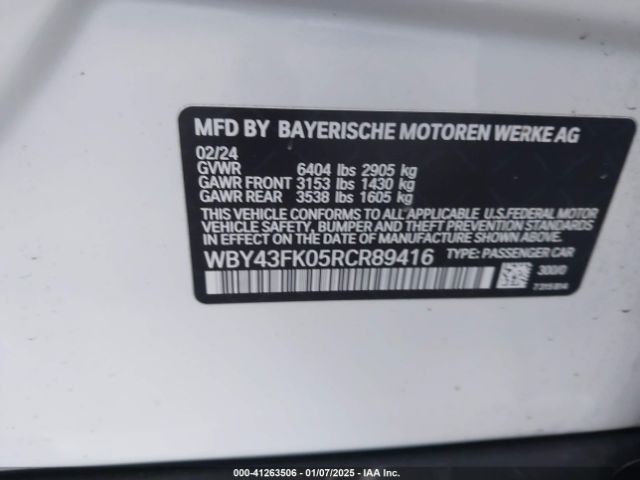 MFD BY BAYERISCHE MOTOREN WERKE AG
02/24
GVWR 6404 lbs 2905 kg
GAWR FRONT 3153 lbs 1430 kg
GAWR REAR 3538 lbs 1605 kg
THIS VEHICLE CONFORMS TO ALL APPLICABLE U.S.FEDERAL MOTOR
VEHICLE SAFETY, BUMPER, AND THEFT PREVENTION STANDARDS
IN EFFECT ON THE DATE OF MANUFACTURE SHOWN ABOVE.
WBY43FK05RCR89416 TYPE: PASSENGER CAR
300/0
7 315 814
000-41263506 - 01/07/2025 - IAA Inc.